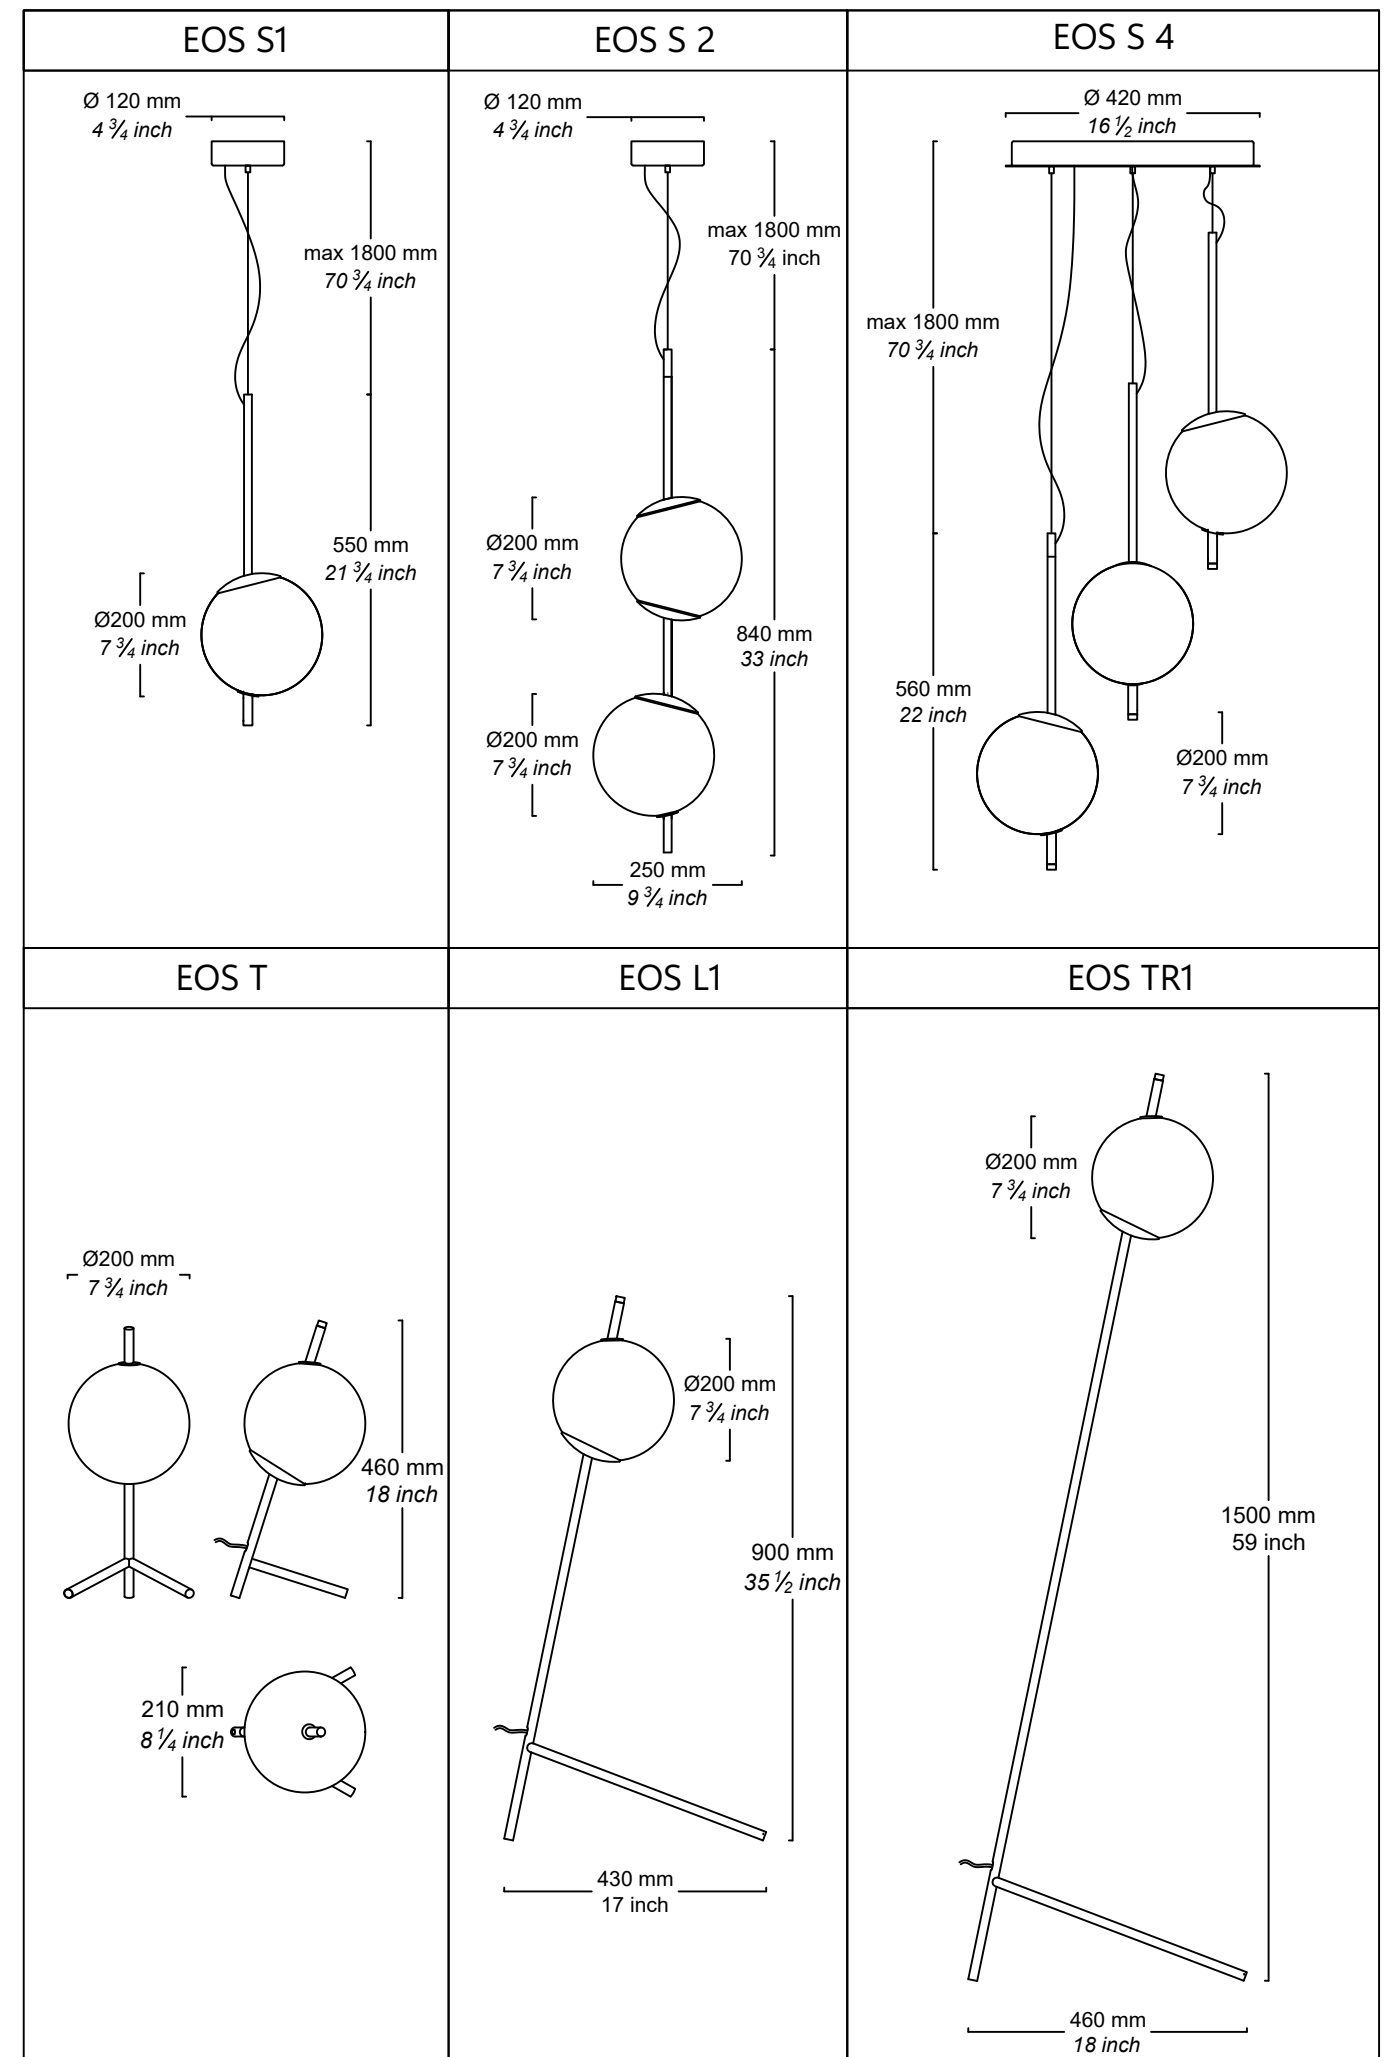 EOS S1
Ø 120 mm
4 ¾ inch
max 1800 mm
70 ¾ inch
550 mm
21 ¾ inch
Ø200 mm
7 ¾ inch
EOS S 2
Ø 120 mm
4 ¾ inch
max 1800 mm
70 ¾ inch
Ø200 mm
7 ¾ inch
840 mm
33 inch
Ø200 mm
7 ¾ inch
250 mm
9 ¾ inch
EOS S 4
Ø 420 mm
16 ½ inch
max 1800 mm
70 ¾ inch
560 mm
22 inch
Ø200 mm
7 ¾ inch
EOS T
Ø200 mm
7 ¾ inch
460 mm
18 inch
210 mm
8 ¼ inch
EOS L1
Ø200 mm
7 ¾ inch
900 mm
35 ½ inch
430 mm
17 inch
EOS TR1
Ø200 mm
7 ¾ inch
1500 mm
59 inch
460 mm
18 inch